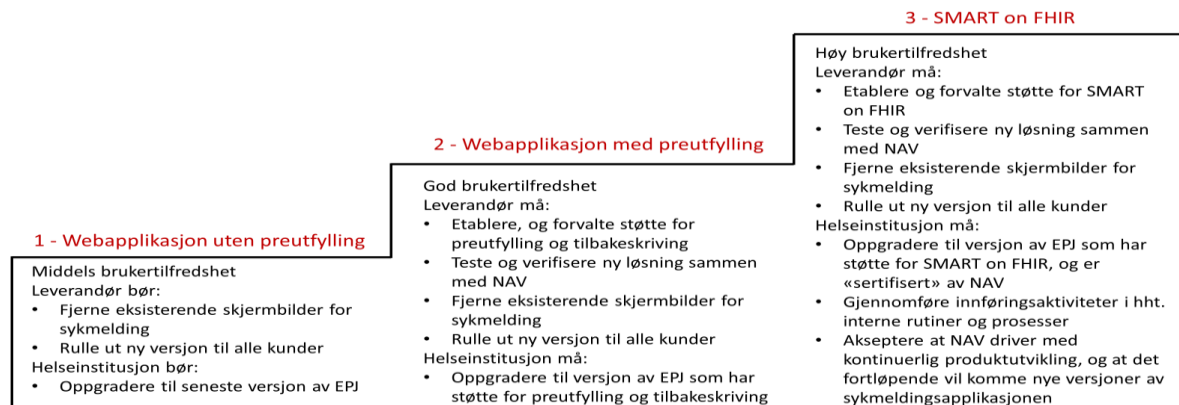 1 - Webapplikasjon uten preutfylling
Middels brukertilfredshet
Leverandør bør:
• Fjerne eksisterende skjermbilder for
sykmelding
• Rulle ut ny versjon til alle kunder
Helseinstitusjon bør:
• Oppgradere til seneste versjon av EPJ
2 - Webapplikasjon med preutfylling
God brukertilfredshet
Leverandør må:
• Etablere, og forvalte støtte for
preutfylling og tilbakeskriving
• Teste og verifisere ny løsning sammen
med NAV
• Fjerne eksisterende skjermbilder for
sykmelding
• Rulle ut ny versjon til alle kunder
Helseinstitusjon må:
• Oppgradere til versjon av EPJ som har
støtte for preutfylling og tilbakeskriving
3 - SMART on FHIR
Høy brukertilfredshet
Leverandør må:
• Etablere og forvalte støtte for SMART
on FHIR
• Teste og verifisere ny løsning sammen
med NAV
• Fjerne eksisterende skjermbilder for
sykmelding
• Rulle ut ny versjon til alle kunder
Helseinstitusjon må:
• Oppgradere til versjon av EPJ som har
støtte for SMART on FHIR, og er
«sertifisert» av NAV
• Gjennomføre innføringsaktiviteter i hht.
interne rutiner og prosesser
• Akseptere at NAV driver med
kontinuerlig produktutvikling, og at det
fortløpende vil komme nye versjoner av
sykmeldingsapplikasjonen